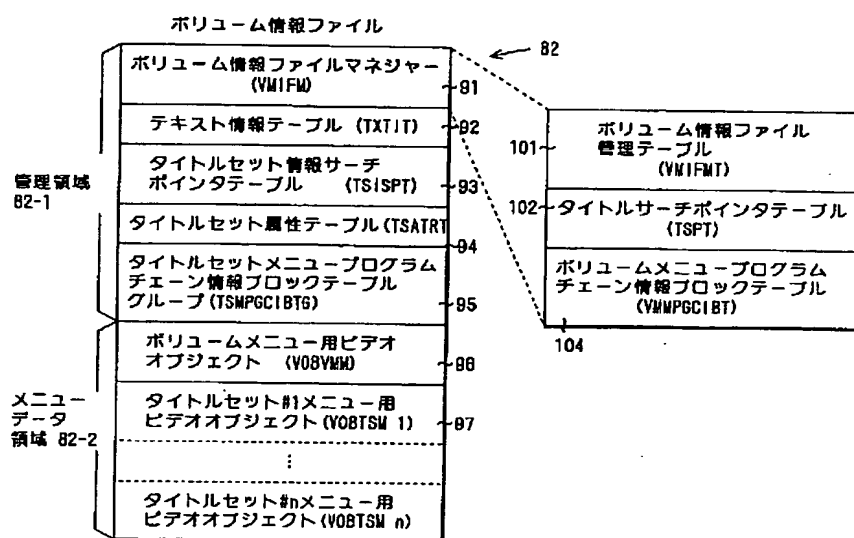 ボリューム情報ファイル
82
ボリューム情報ファイルマネジャー
(VMIFM)
91
テキスト情報テーブル (TXTIT)
92
タイトルセット情報サーチ
ポインタテーブル (TSISPT)
93
タイトルセット属性テーブル(TSATRT
94
タイトルセットメニュープログラム
チェーン情報ブロックテーブル
グループ(TSMPGCIBTG)
95
管理領域
82-1
ボリュームメニュー用ビデオ
オブジェクト (VOBVMM)
96
タイトルセット#1メニュー用
ビデオオブジェクト(VOBTSM 1)
97
⋮
タイトルセット#nメニュー用
ビデオオブジェクト(VOBTSM n)
メニュー
データ
領域 82-2
101
ボリューム情報ファイル
管理テーブル
(VMIFMT)
102
タイトルサーチポインタテーブル
(TSPT)
ボリュームメニュープログラム
チェーン情報ブロックテーブル
(VMMPGCIBT)
104